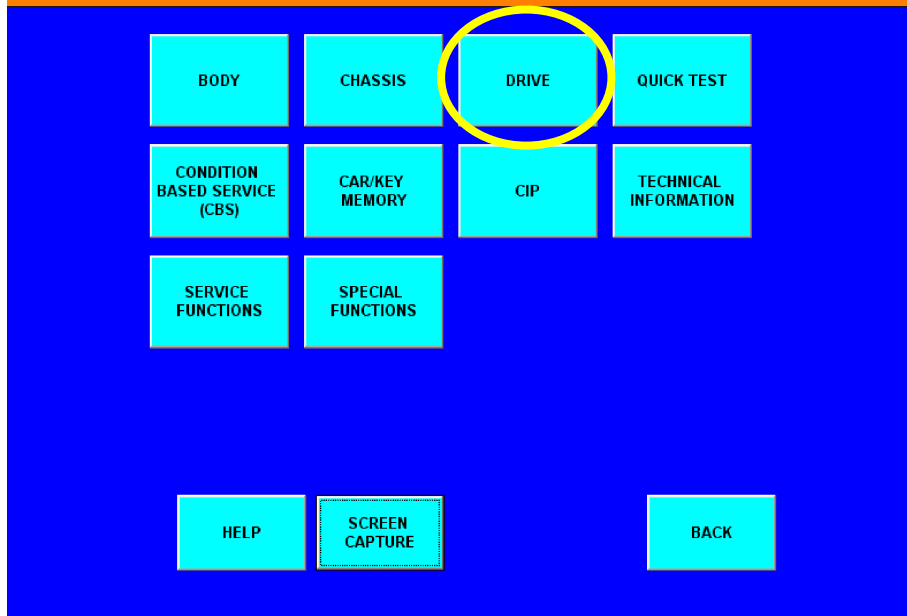 BODY
CHASSIS
DRIVE
QUICK TEST
CONDITION
BASED SERVICE
(CBS)
CAR/KEY
MEMORY
CIP
TECHNICAL
INFORMATION
SERVICE
FUNCTIONS
SPECIAL
FUNCTIONS
HELP
SCREEN
CAPTURE
BACK